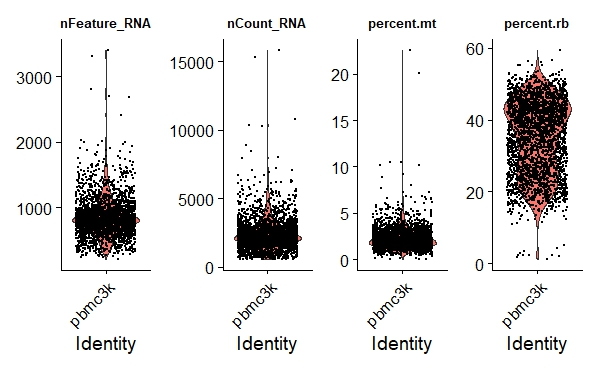 nFeature_RNA
3000
2000
1000
pbmc3k
Identity
nCount_RNA
15000
10000
5000
0
pbmc3k
Identity
percent.mt
20
15
10
5
0
pbmc3k
Identity
percent.rb
60
40
20
0
pbmc3k
Identity